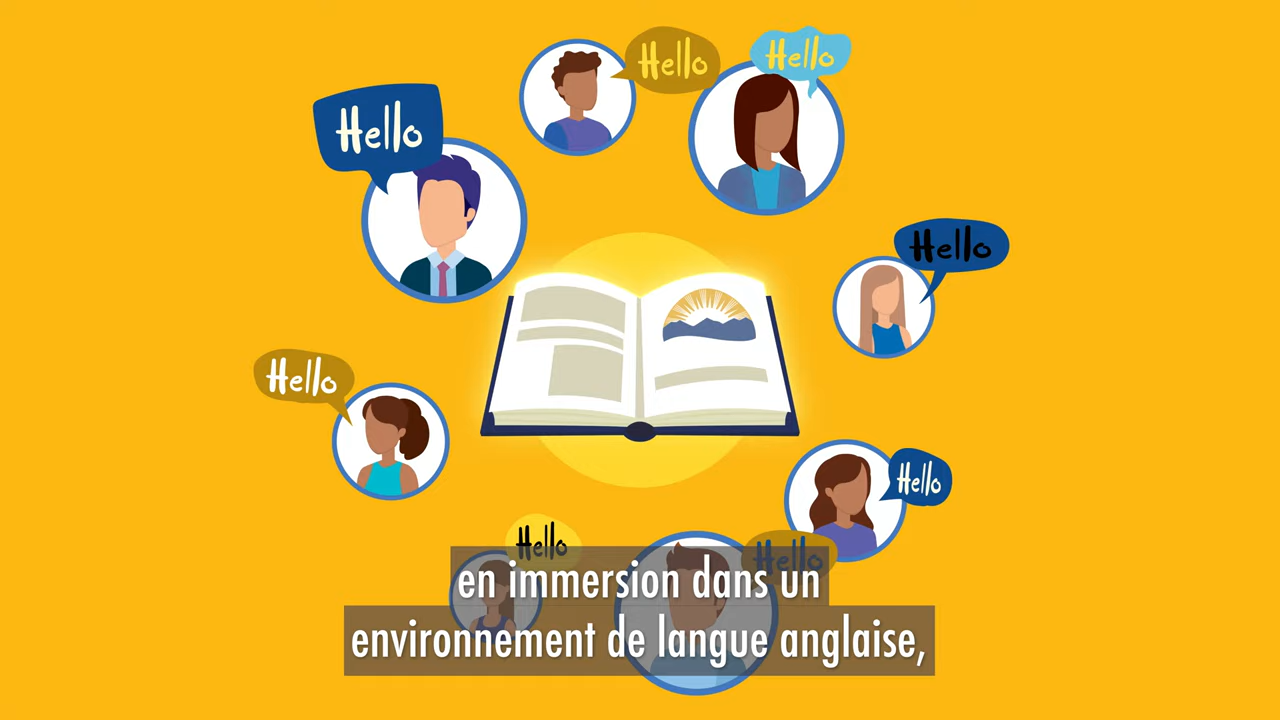 Hello
Hello
Hello
Hello
Hello
Hello
Hello
Hello
en immersion dans un
environnement de langue anglaise,